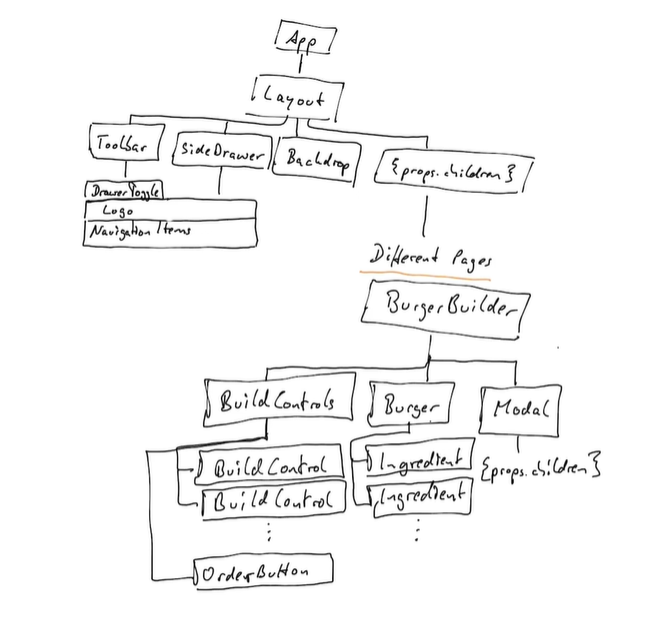 App
Layout
Toolbar
SideDrawer
Backdrop
{props.children}
DrawerToggle
Logo
Navigation Items
Different Pages
BurgerBuilder
BuildControls
Burger
Modal
BuildControl
Ingredient
{props.children}
BuildControl
Ingredient
OrderButton